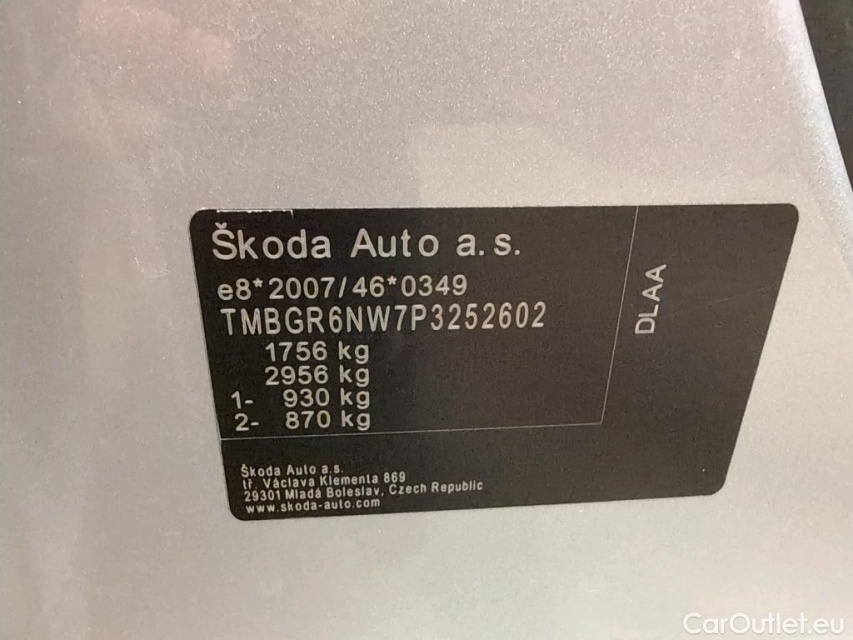 Škoda Auto a.s.
e8*2007/46*0349
TMBGR6NW7P3252602
1756 kg
2956 kg
1- 930 kg
2- 870 kg
DLAA
Škoda Auto a.s.
tř. Václava Klementa 869
29301 Mladá Boleslav, Czech Republic
www.skoda-auto.com
CarOutlet.eu